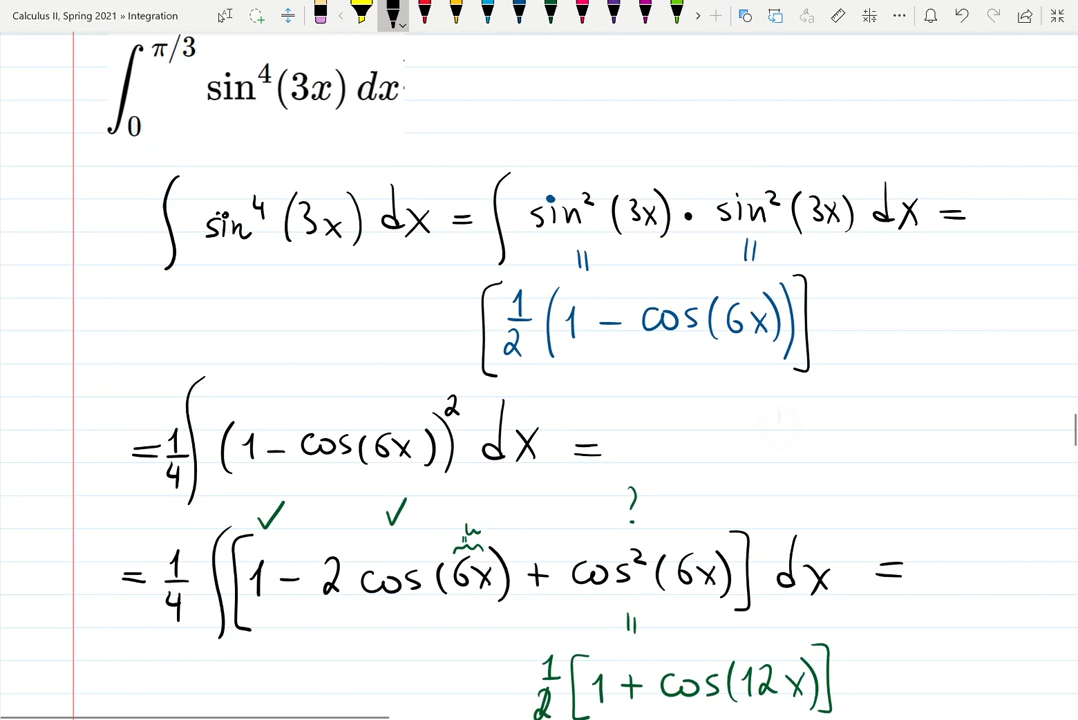 Calculus II, Spring 2021 » Integration
∫₀^{π/3} sin⁴(3x) dx
∫ sin⁴(3x) dx = ∫ sin²(3x) · sin²(3x) dx =
॥ ॥
[½(1 − cos(6x))]
= ¼ ∫ (1 − cos(6x))² dx =
✓ ✓ u ?
= ¼ ∫ [1 − 2 cos(6x) + cos²(6x)] dx =
॥
½[1 + cos(12x)]